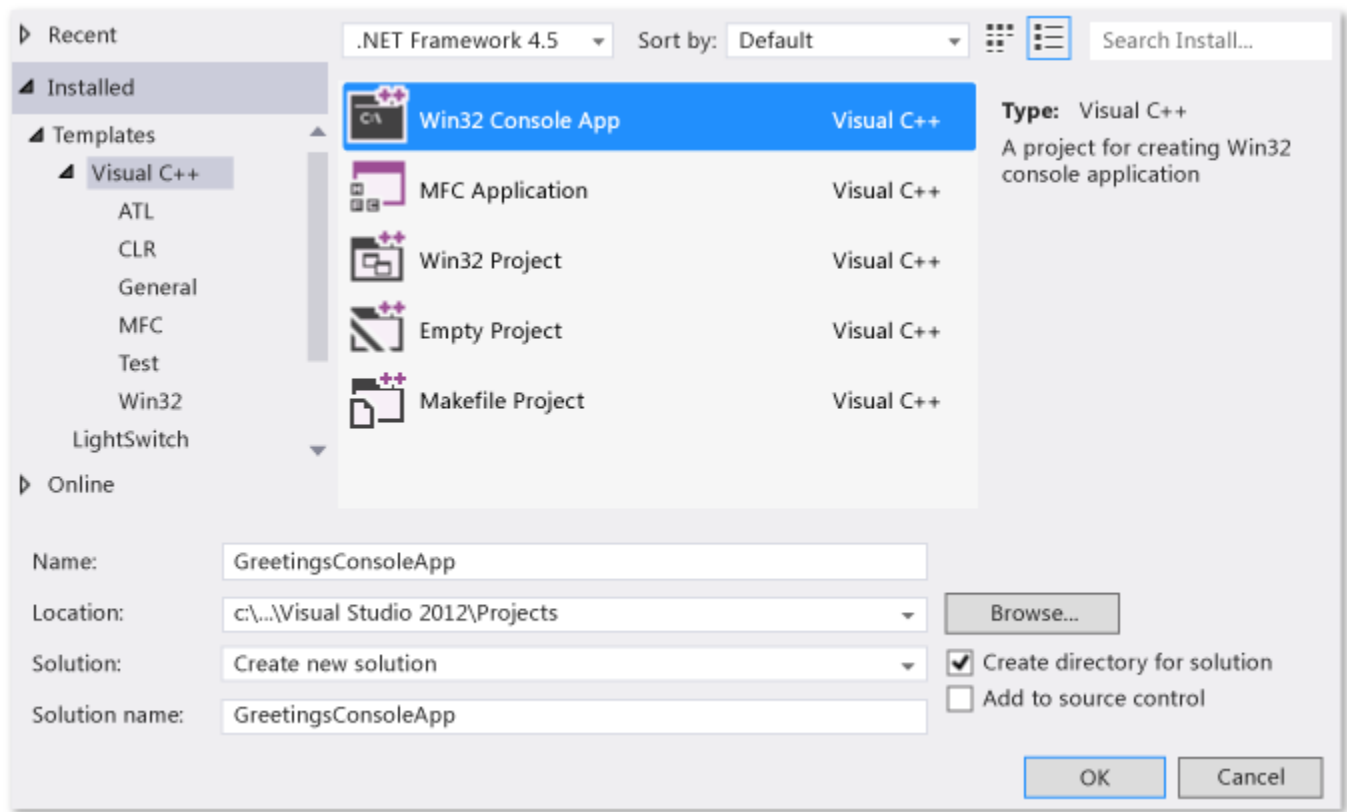 Recent
.NET Framework 4.5
Sort by: Default
Search Install...
Installed
Templates
Visual C++
ATL
CLR
General
MFC
Test
Win32
LightSwitch
Online
C:\
Win32 Console App Visual C++
MFC Application Visual C++
Win32 Project Visual C++
Empty Project Visual C++
Makefile Project Visual C++
Type: Visual C++
A project for creating Win32
console application
Name: GreetingsConsoleApp
Location: c:\...\Visual Studio 2012\Projects
Browse...
Solution: Create new solution
Create directory for solution
Add to source control
Solution name: GreetingsConsoleApp
OK
Cancel